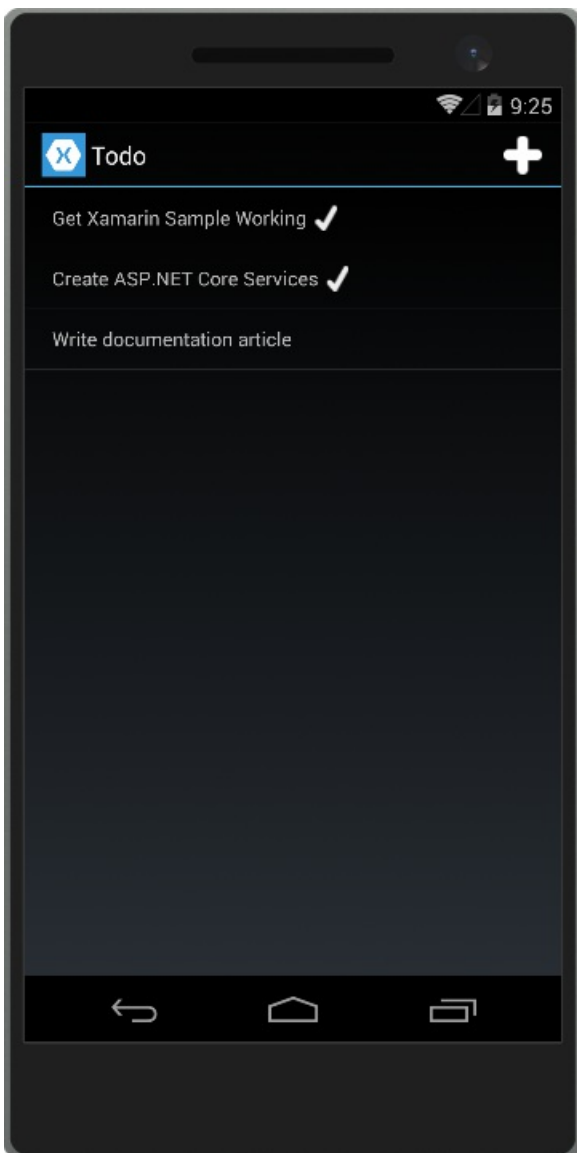 9:25
Todo
Get Xamarin Sample Working
Create ASP.NET Core Services
Write documentation article